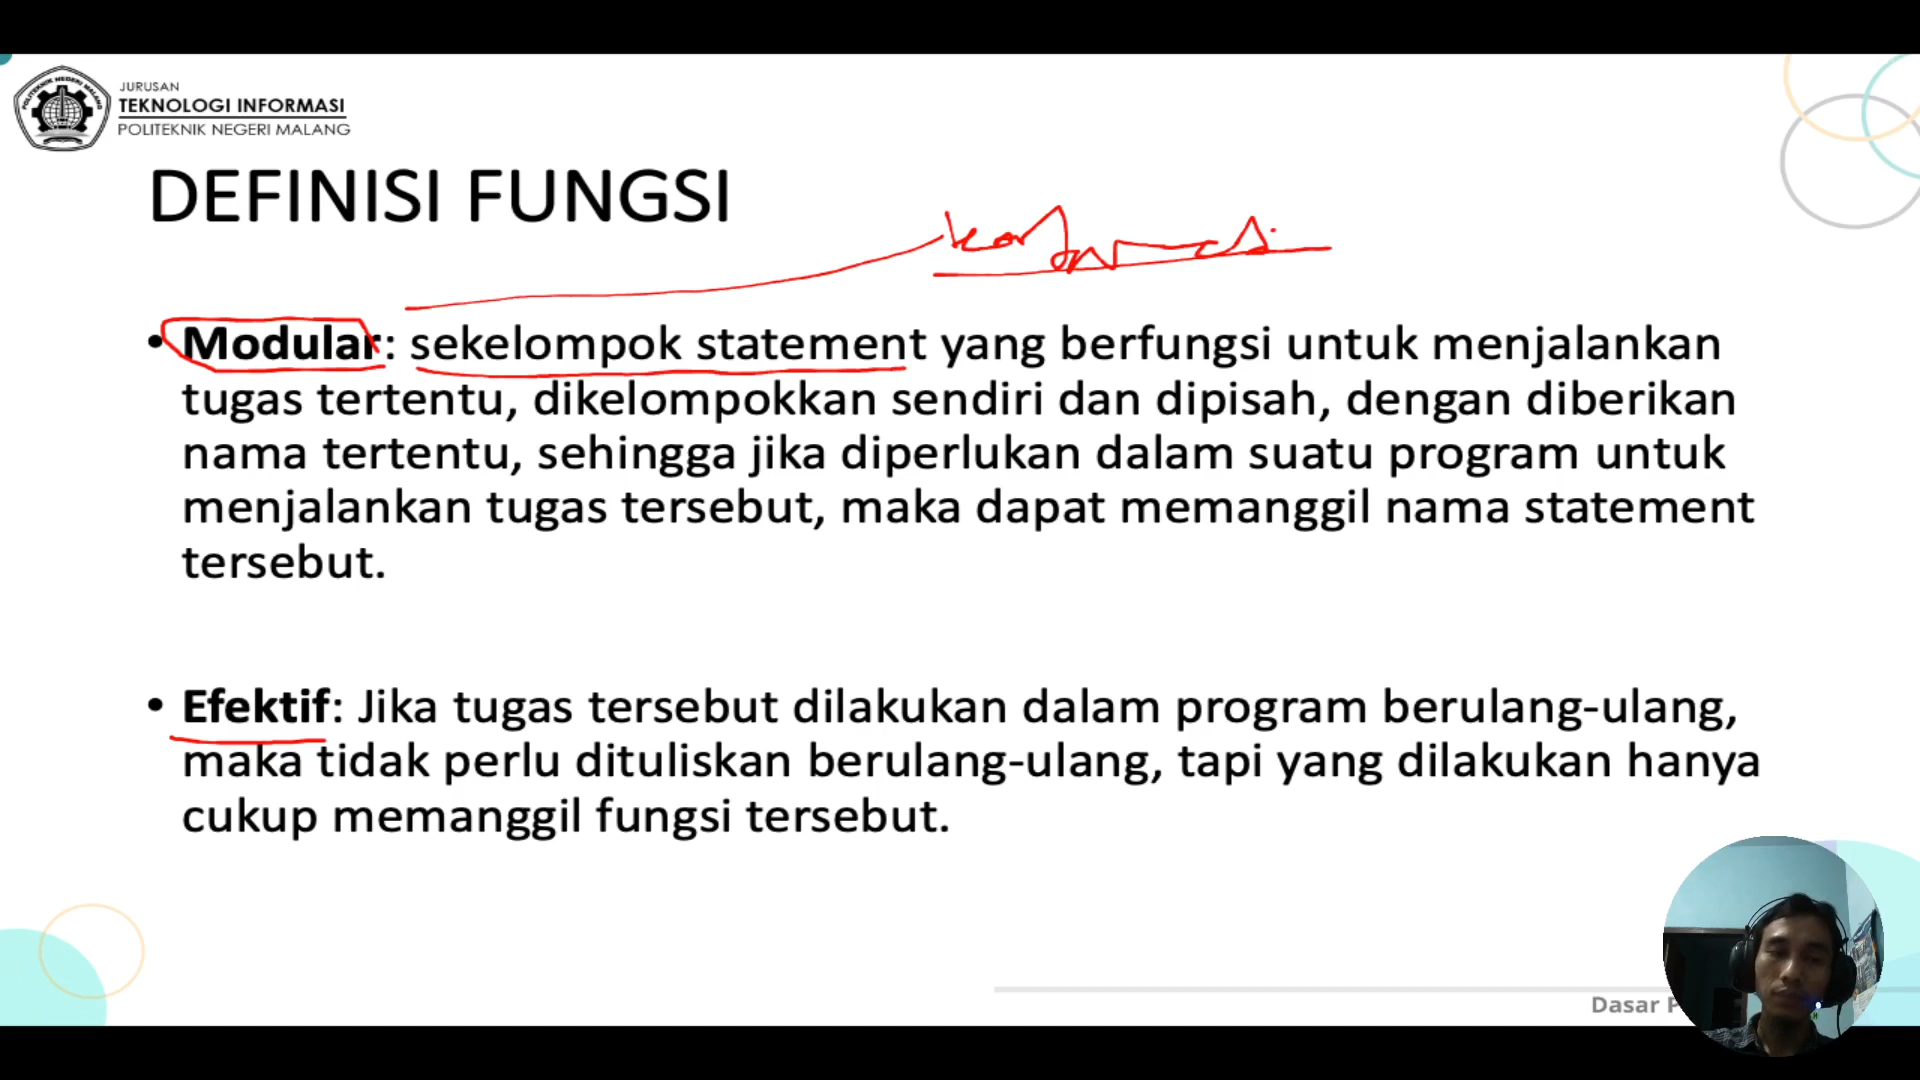 JURUSAN
TEKNOLOGI INFORMASI
POLITEKNIK NEGERI MALANG
POLITEKNIK NEGERI MALANG
DEFINISI FUNGSI
• Modular: sekelompok statement yang berfungsi untuk menjalankan
tugas tertentu, dikelompokkan sendiri dan dipisah, dengan diberikan
nama tertentu, sehingga jika diperlukan dalam suatu program untuk
menjalankan tugas tersebut, maka dapat memanggil nama statement
tersebut.
• Efektif: Jika tugas tersebut dilakukan dalam program berulang-ulang,
maka tidak perlu dituliskan berulang-ulang, tapi yang dilakukan hanya
cukup memanggil fungsi tersebut.
Dasar